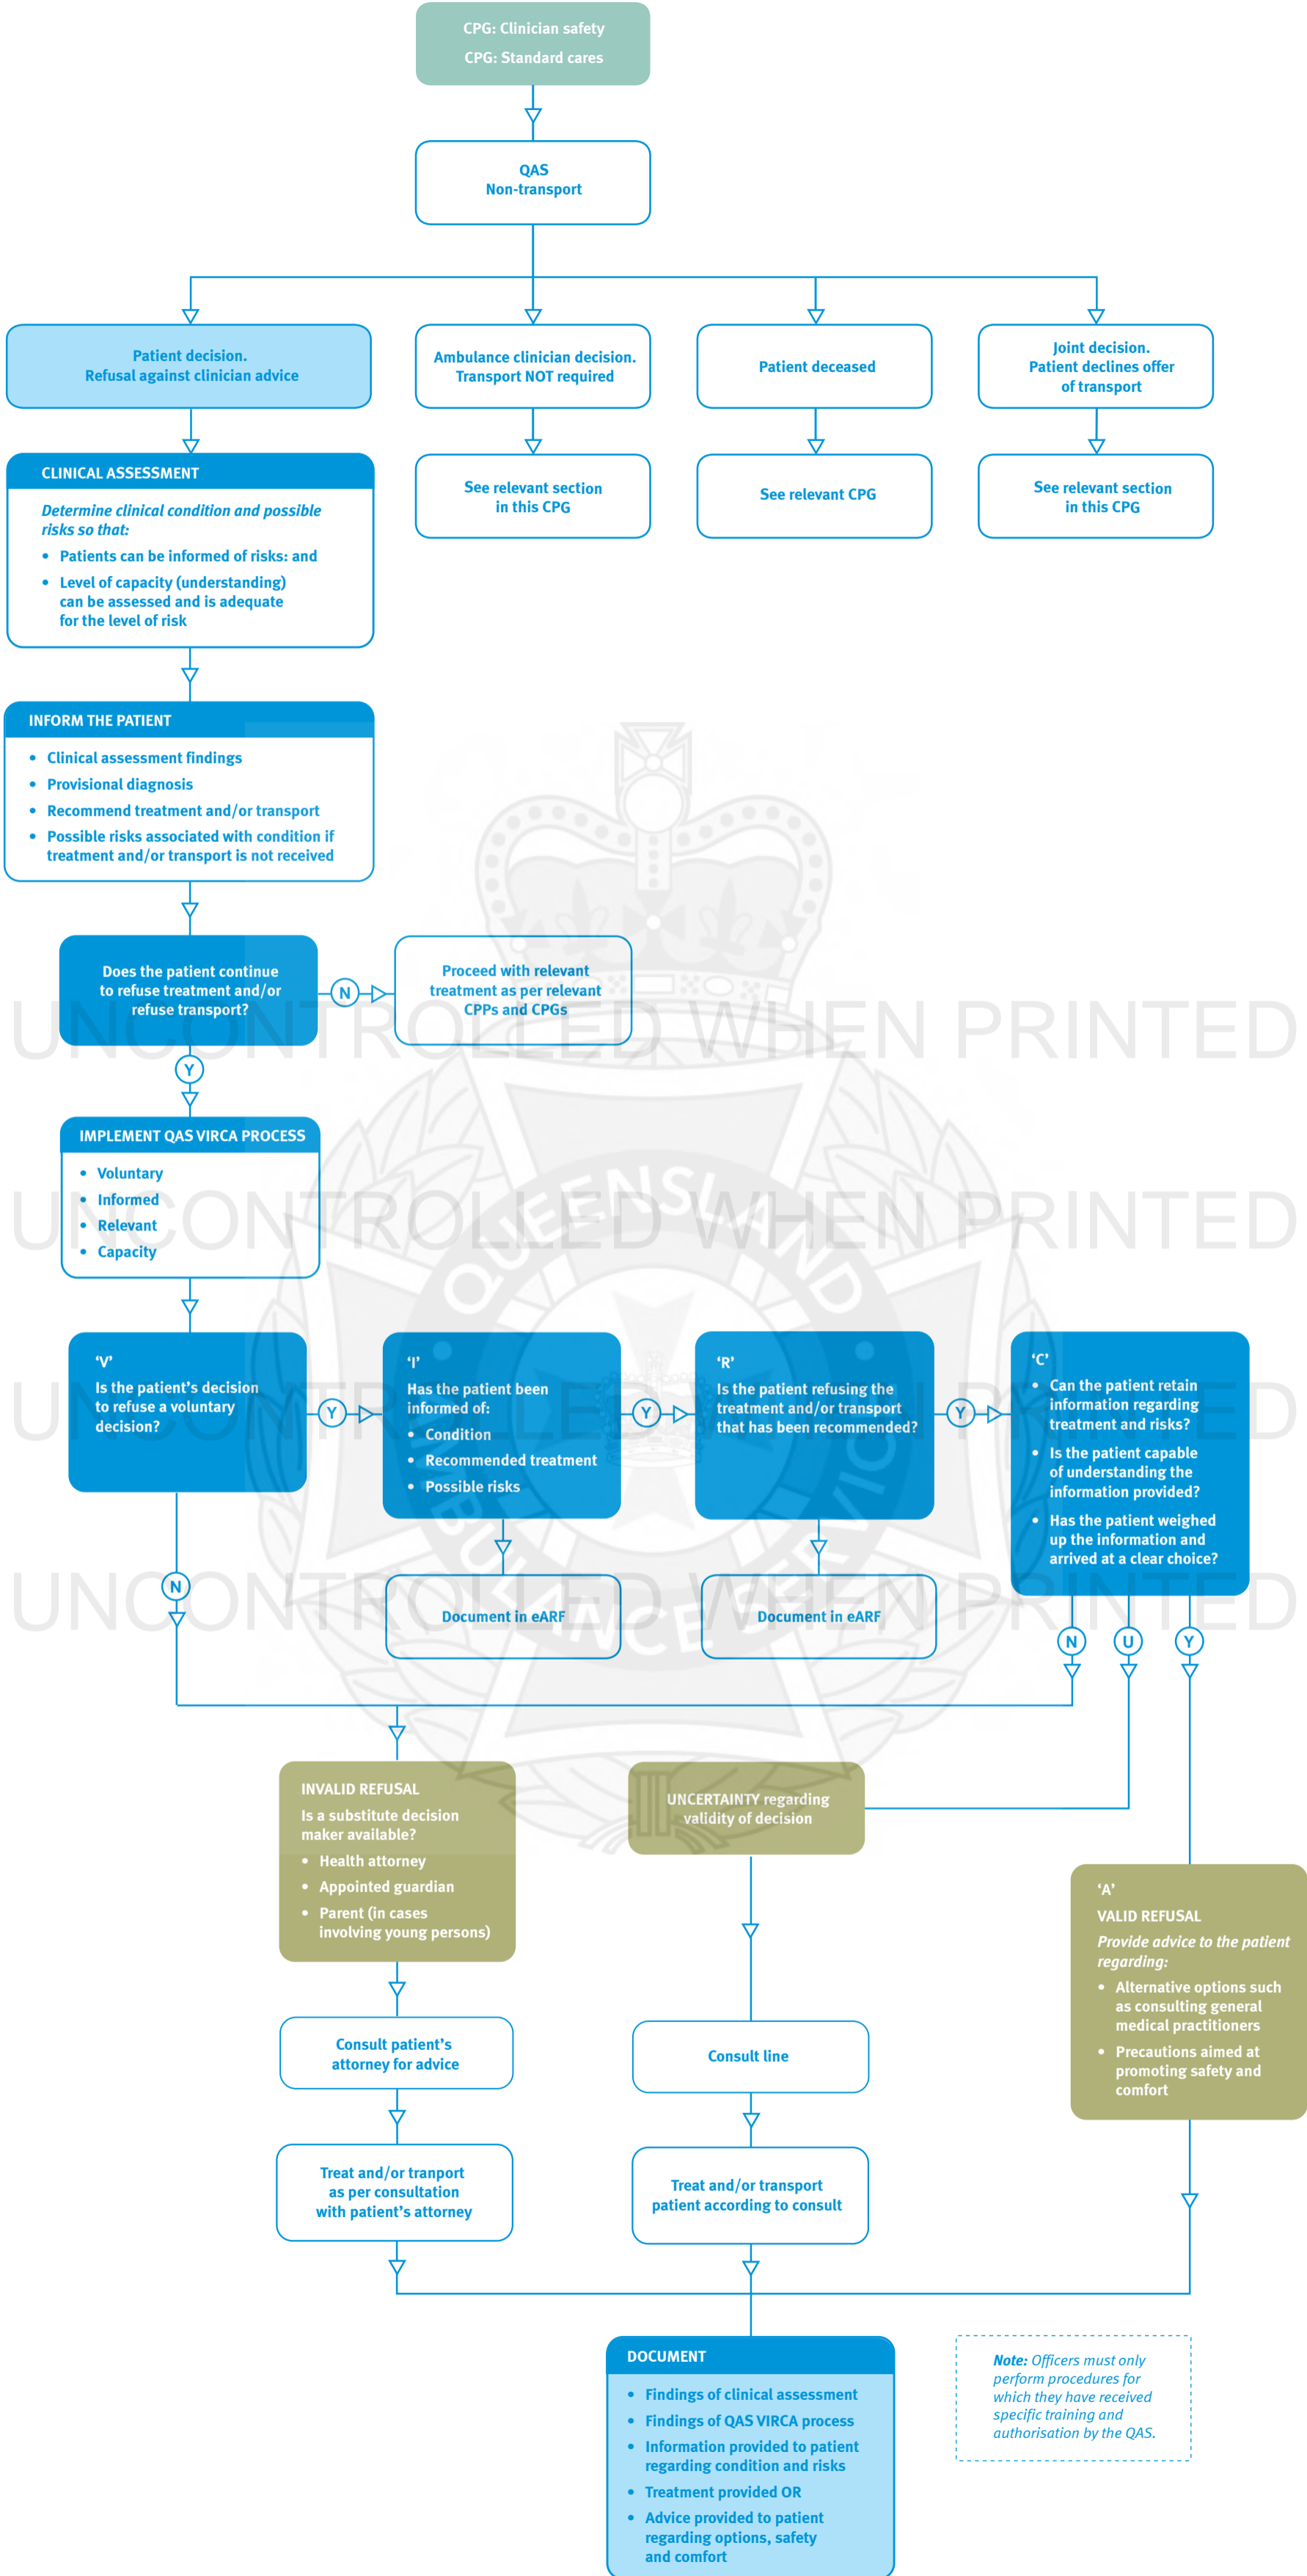 CPG: Clinician safety
CPG: Standard cares
QAS
Non-transport
Patient decision.
Refusal against clinician advice
Ambulance clinician decision.
Transport NOT required
Patient deceased
Joint decision.
Patient declines offer
of transport
See relevant section
in this CPG
See relevant CPG
See relevant section
in this CPG
CLINICAL ASSESSMENT
Determine clinical condition and possible
risks so that:
• Patients can be informed of risks: and
• Level of capacity (understanding)
can be assessed and is adequate
for the level of risk
INFORM THE PATIENT
• Clinical assessment findings
• Provisional diagnosis
• Recommend treatment and/or transport
• Possible risks associated with condition if
treatment and/or transport is not received
Does the patient continue
to refuse treatment and/or
refuse transport?
N
Proceed with relevant
treatment as per relevant
CPPs and CPGs
UNCONTROLLED WHEN PRINTED
Y
IMPLEMENT QAS VIRCA PROCESS
• Voluntary
• Informed
• Relevant
• Capacity
UNCONTROLLED WHEN PRINTED
QUEENSLAND
AMBULANCE SERVICE
‘V’
Is the patient’s decision
to refuse a voluntary
decision?
Y
‘I’
Has the patient been
informed of:
• Condition
• Recommended treatment
• Possible risks
Y
‘R’
Is the patient refusing the
treatment and/or transport
that has been recommended?
Y
‘C’
• Can the patient retain
information regarding
treatment and risks?
• Is the patient capable
of understanding the
information provided?
• Has the patient weighed
up the information and
arrived at a clear choice?
UNCONTROLLED WHEN PRINTED
N
Document in eARF
Document in eARF
UNCONTROLLED WHEN PRINTED
N
U
Y
INVALID REFUSAL
Is a substitute decision
maker available?
• Health attorney
• Appointed guardian
• Parent (in cases
involving young persons)
UNCERTAINTY regarding
validity of decision
‘A’
VALID REFUSAL
Provide advice to the patient
regarding:
• Alternative options such
as consulting general
medical practitioners
• Precautions aimed at
promoting safety and
comfort
Consult patient’s
attorney for advice
Consult line
Treat and/or tranport
as per consultation
with patient’s attorney
Treat and/or transport
patient according to consult
DOCUMENT
• Findings of clinical assessment
• Findings of QAS VIRCA process
• Information provided to patient
regarding condition and risks
• Treatment provided OR
• Advice provided to patient
regarding options, safety
and comfort
Note: Officers must only
perform procedures for
which they have received
specific training and
authorisation by the QAS.